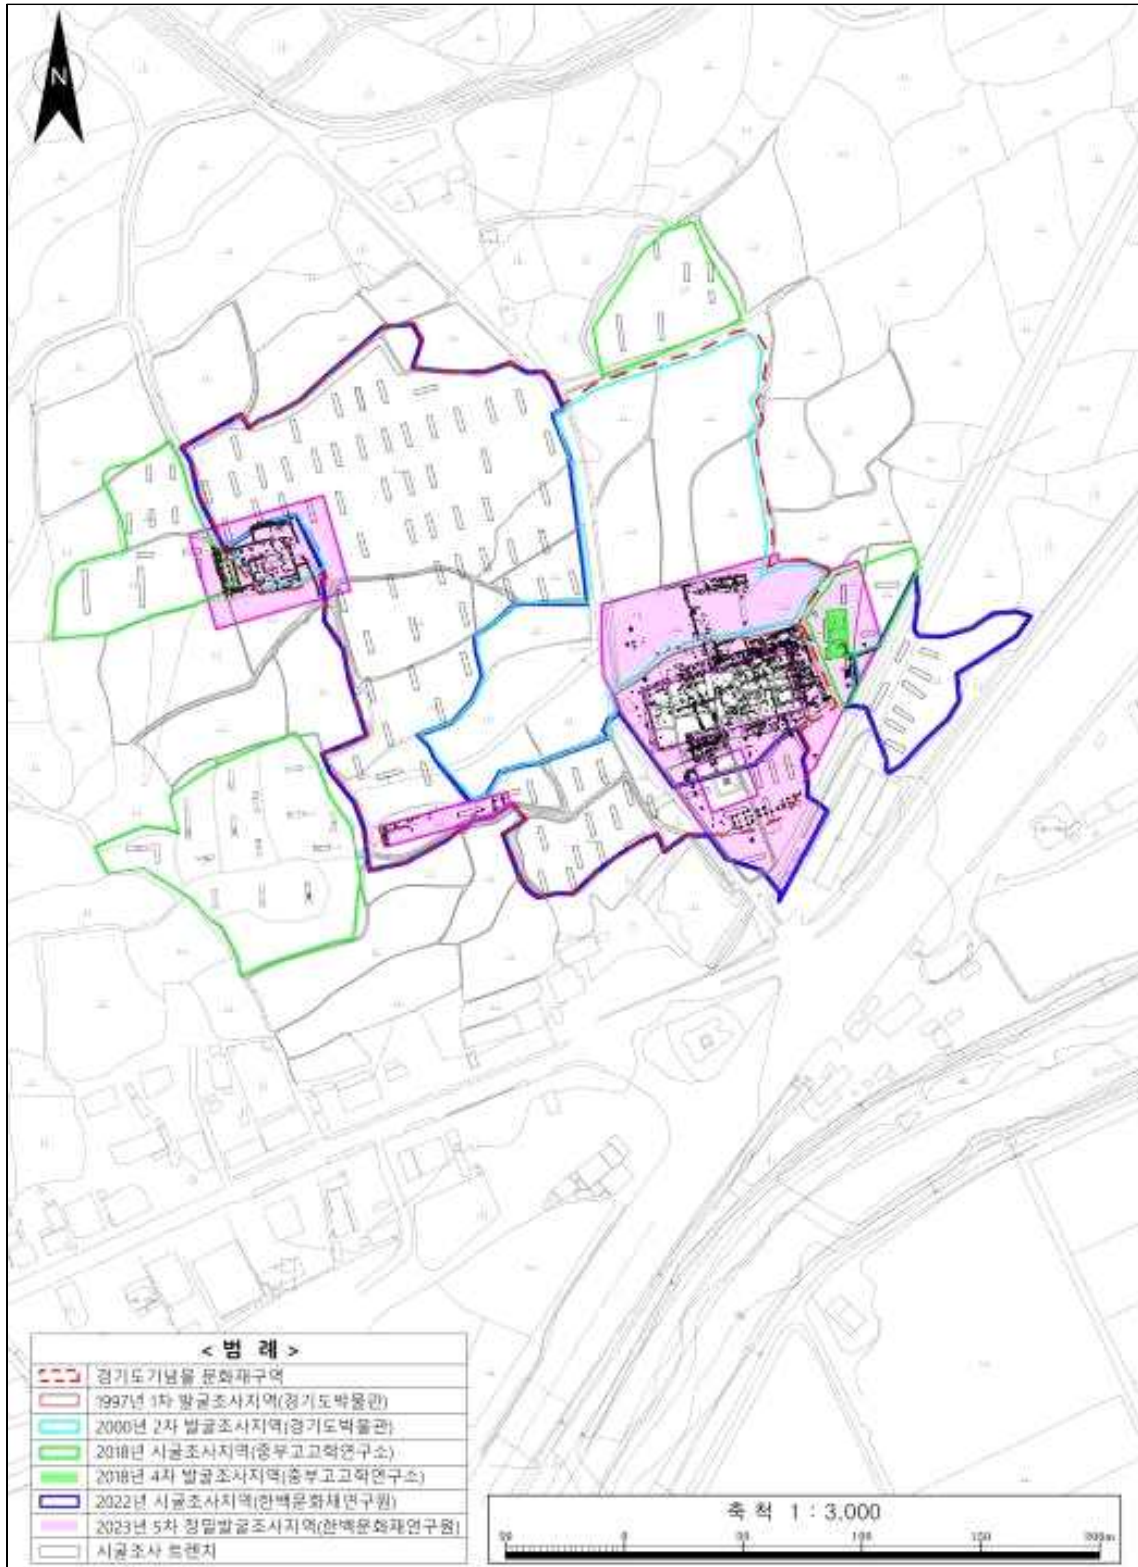 N
< 범 례 >
경기도기념물 문화재구역
1997년 1차 발굴조사지역(경기도박물관)
2000년 2차 발굴조사지역(경기도박물관)
2018년 시굴조사지역(중부고고학연구소)
2018년 4차 발굴조사지역(중부고고학연구소)
2022년 시굴조사지역(한백문화재연구원)
2023년 5차 정밀발굴조사지역(한백문화재연구원)
시굴조사 트렌치
축 척 1 : 3,000
50 0 50 100 150 200m